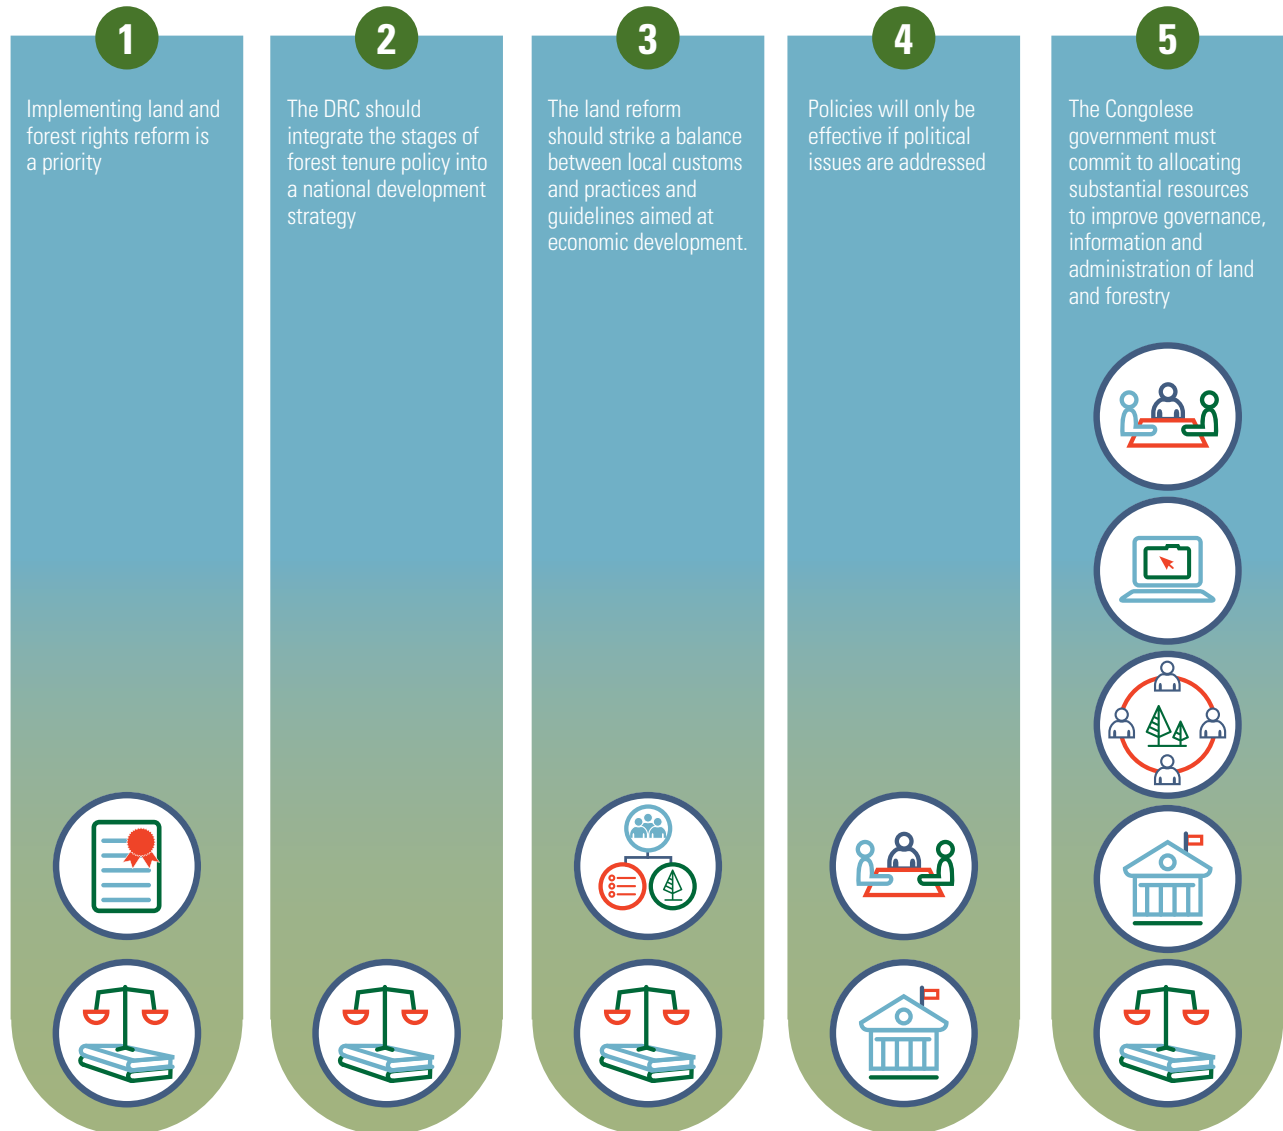 1
Implementing land and
forest rights reform is
a priority
2
The DRC should
integrate the stages of
forest tenure policy into
a national development
strategy
3
The land reform
should strike a balance
between local customs
and practices and
guidelines aimed at
economic development.
4
Policies will only be
effective if political
issues are addressed
5
The Congolese
government must
commit to allocating
substantial resources
to improve governance,
information and
administration of land
and forestry